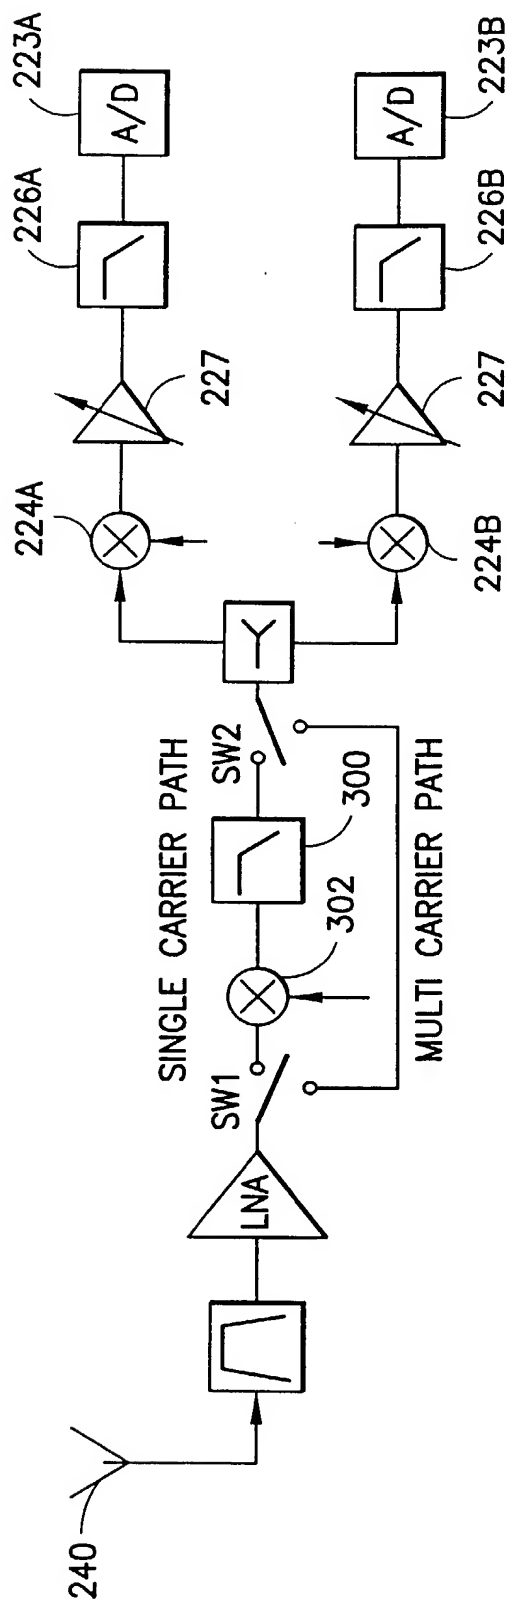 240
LNA
SW1
SINGLE CARRIER PATH
302
300
SW2
MULTI CARRIER PATH
224A
227
226A
A/D
223A
224B
227
226B
A/D
223B